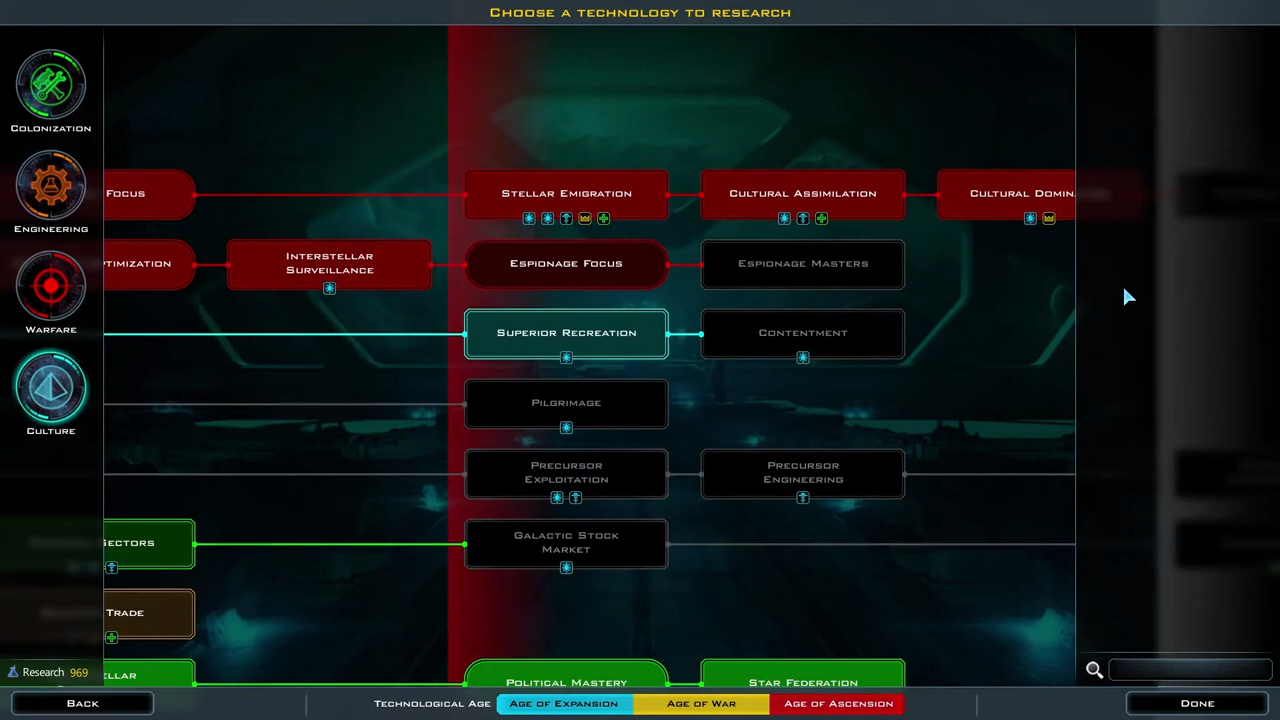 Choose a technology to research
Colonization
Engineering
Warfare
Culture
Focus
Stellar Emigration
Cultural Assimilation
Cultural Domin
timization
Interstellar
Surveillance
Espionage Focus
Espionage Masters
Superior Recreation
Contentment
Pilgrimage
Precursor
Exploitation
Precursor
Engineering
Sectors
Galactic Stock
Market
Trade
Research 969
llar
Political Mastery
Star Federation
Back
Technological Age
Age of Expansion
Age of War
Age of Ascension
Done